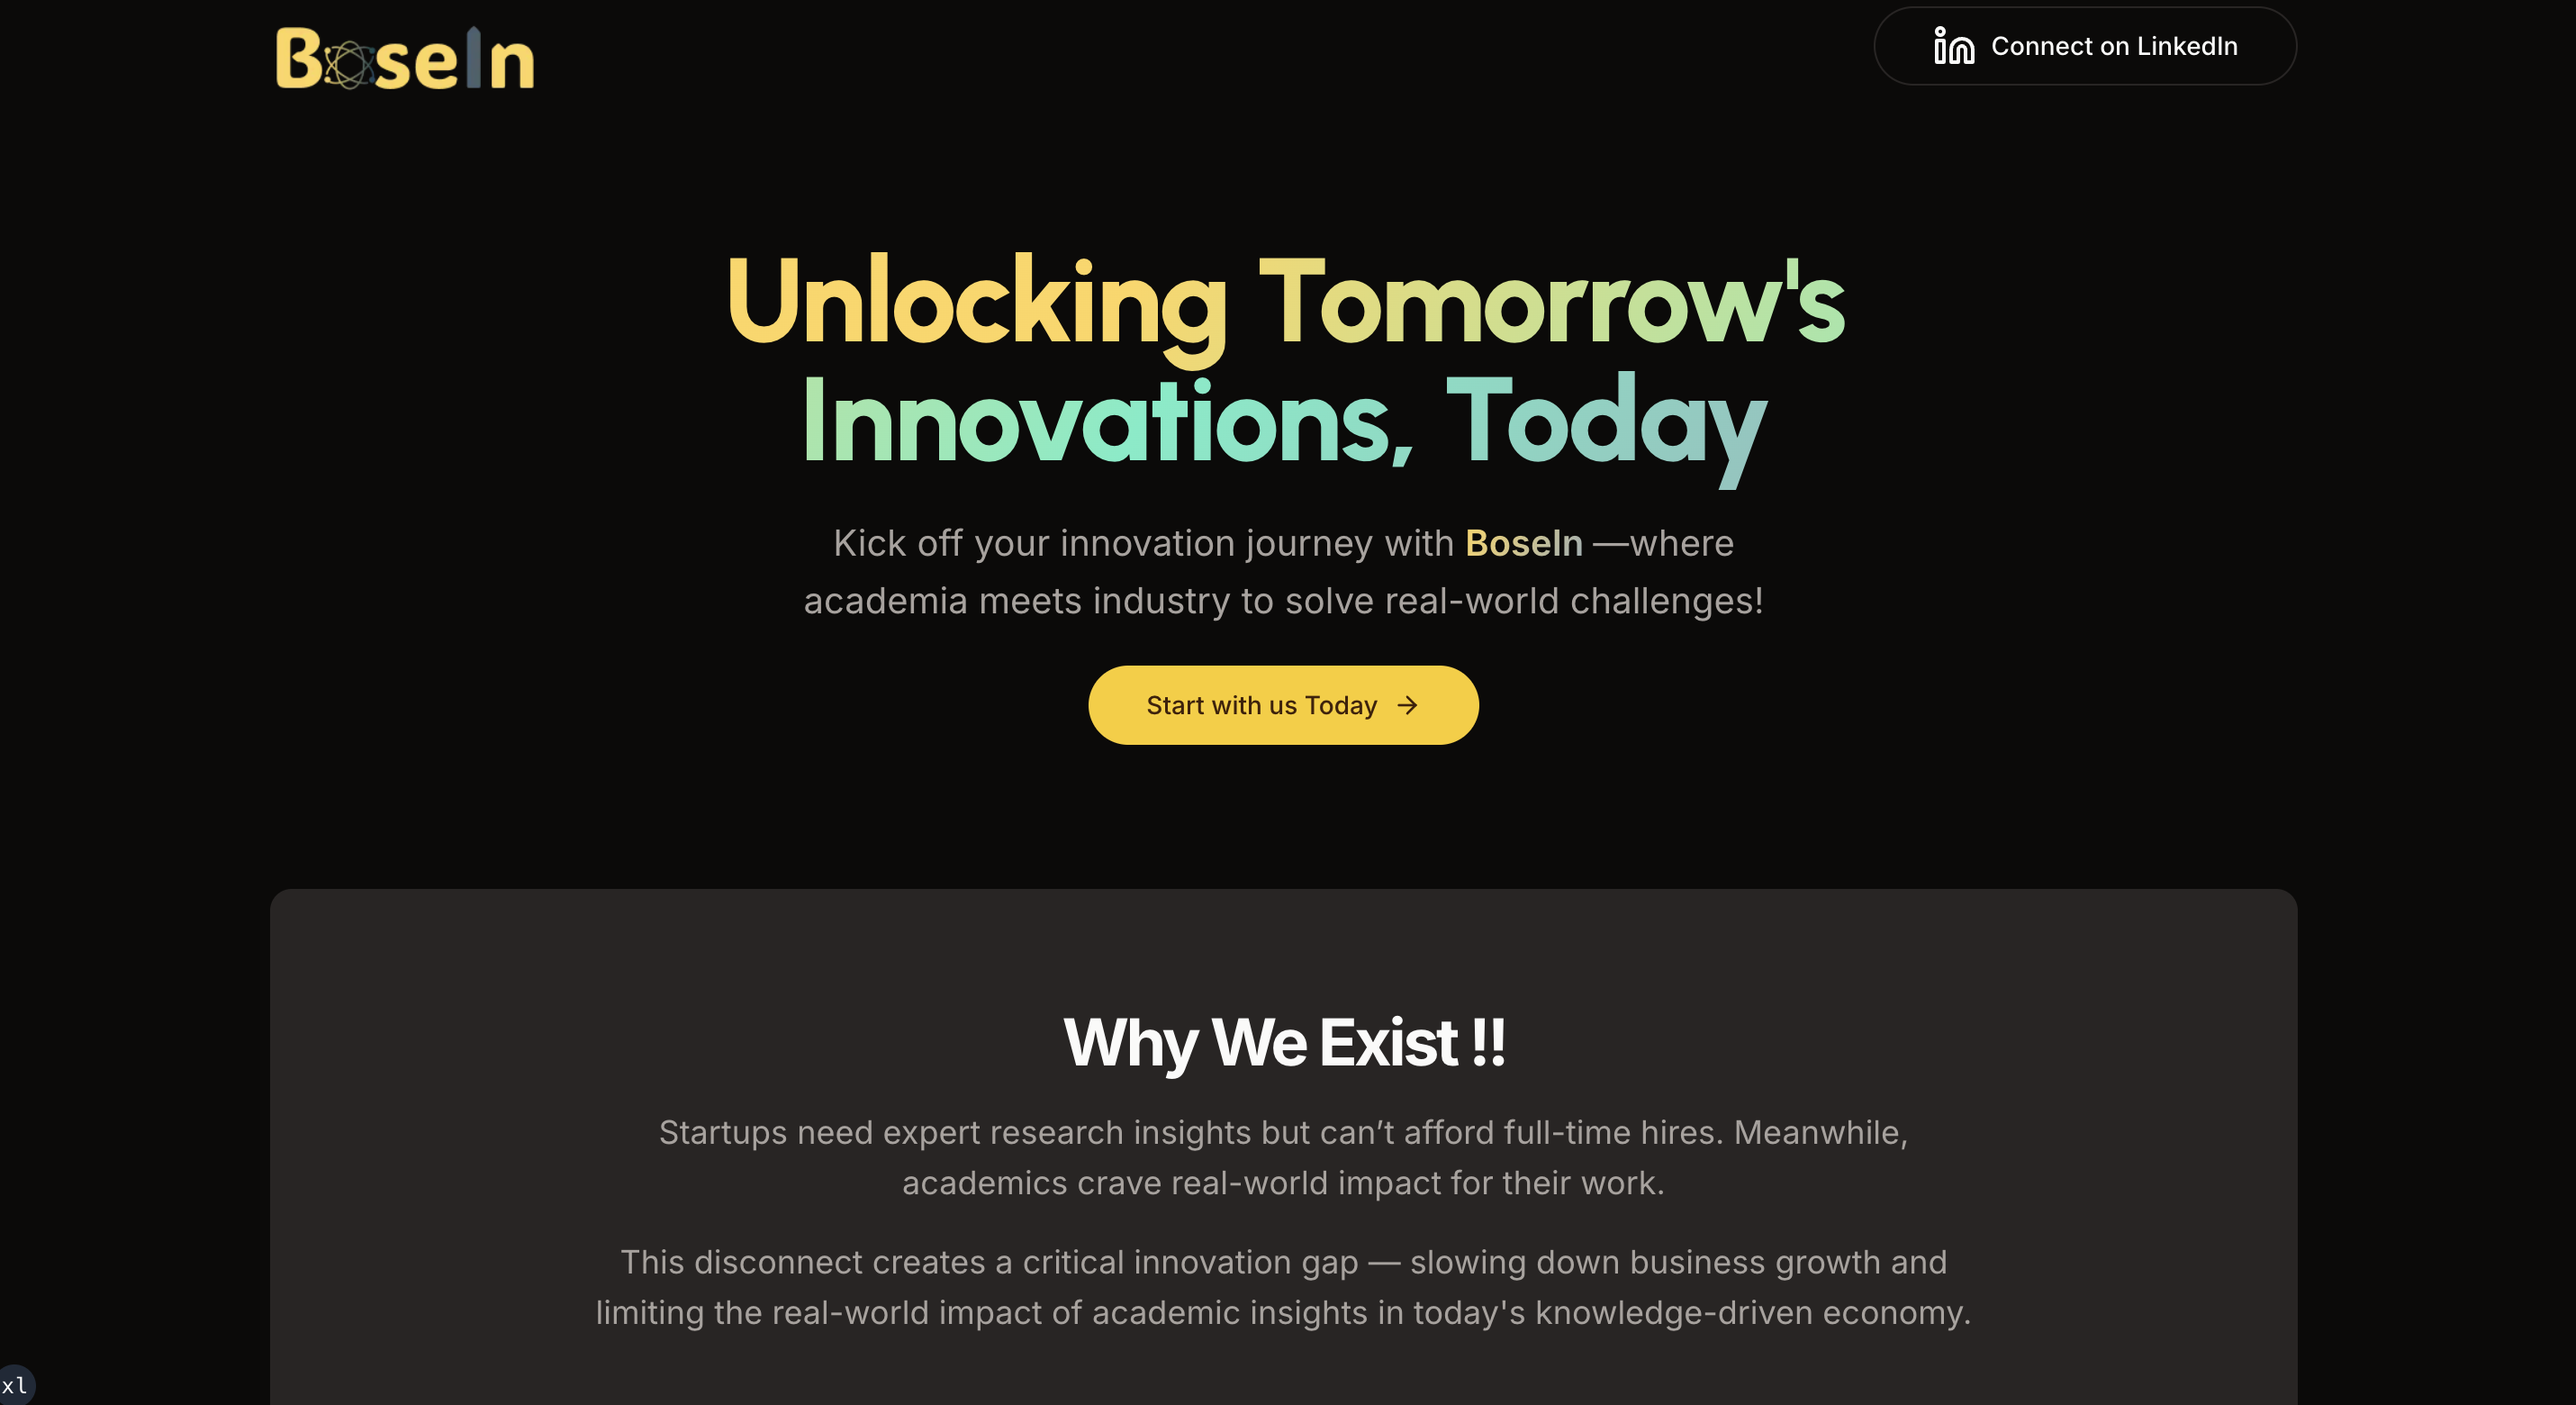 BoseIn
Connect on LinkedIn
Unlocking Tomorrow's
Innovations, Today
Kick off your innovation journey with BoseIn —where
academia meets industry to solve real-world challenges!
Start with us Today
Why We Exist !!
Startups need expert research insights but can’t afford full-time hires. Meanwhile,
academics crave real-world impact for their work.
This disconnect creates a critical innovation gap — slowing down business growth and
limiting the real-world impact of academic insights in today's knowledge-driven economy.
xl